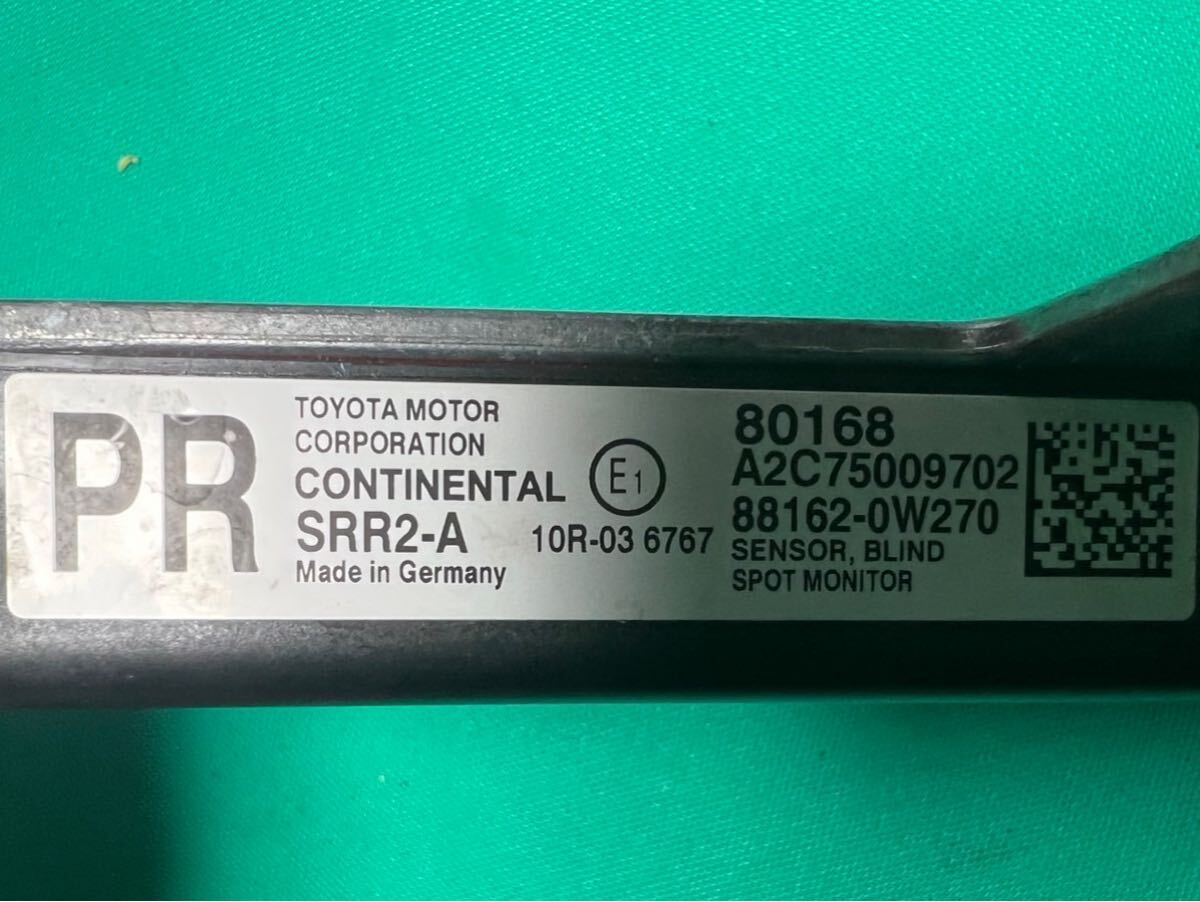 PR
TOYOTA MOTOR
CORPORATION
CONTINENTAL
SRR2-A
Made in Germany
E1
10R-03 6767
80168
A2C75009702
88162-0W270
SENSOR, BLIND
SPOT MONITOR